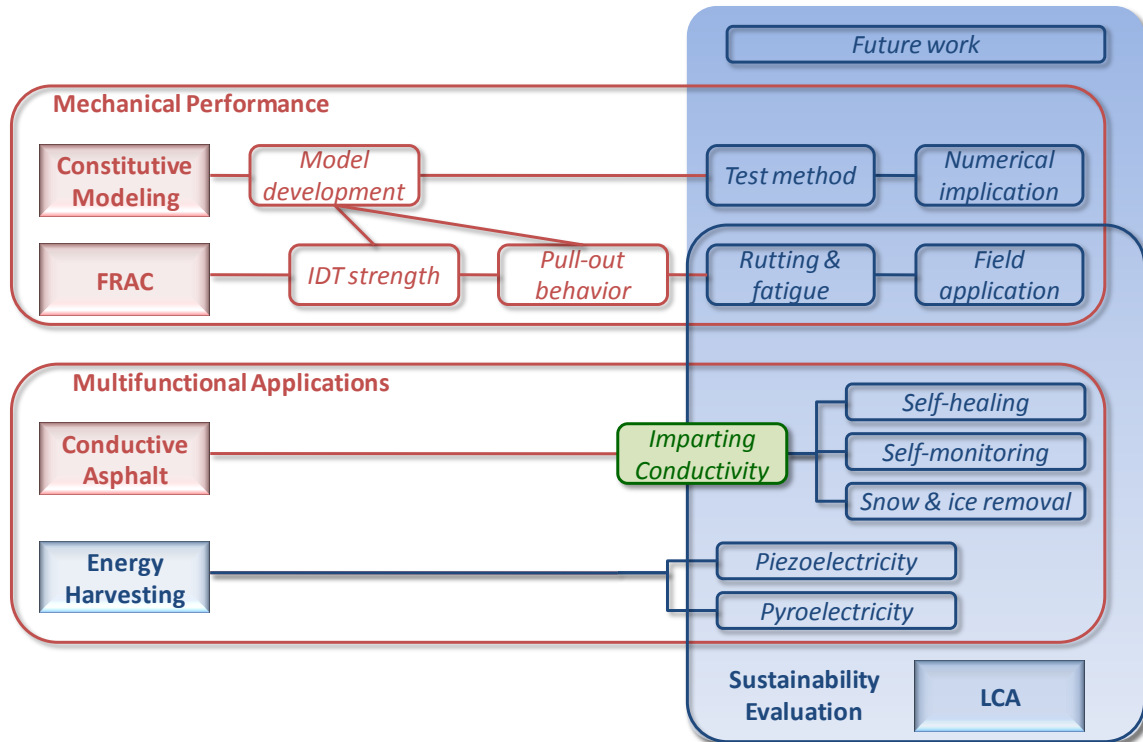 Future work
Mechanical Performance
Constitutive
Modeling
Model
development
Test method
Numerical
implication
FRAC
IDT strength
Pull-out
behavior
Rutting &
fatigue
Field
application
Multifunctional Applications
Conductive
Asphalt
Imparting
Conductivity
Self-healing
Self-monitoring
Snow & ice removal
Energy
Harvesting
Piezoelectricity
Pyroelectricity
Sustainability
Evaluation
LCA